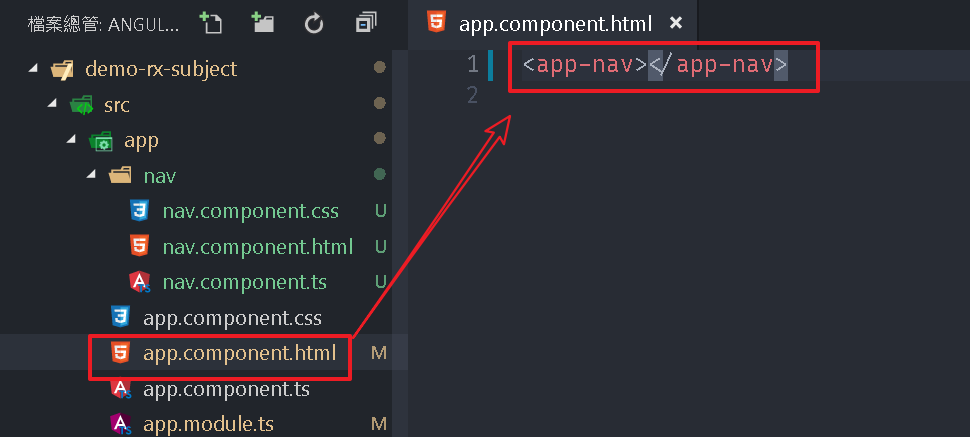 檔案總管: ANGUL...
demo-rx-subject
src
app
nav
nav.component.css U
nav.component.html U
nav.component.ts U
app.component.css
app.component.html M
app.component.ts
app.module.ts M
app.component.html ×
1 <app-nav></app-nav>
2